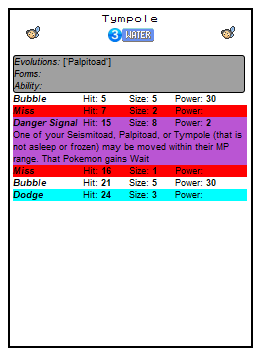 Tympole
3 WATER
Evolutions: ['Palpitoad']
Forms:
Ability:
Bubble Hit: 5 Size: 5 Power: 30
Miss Hit: 7 Size: 2 Power:
Danger Signal Hit: 15 Size: 8 Power: 2
One of your Seismitoad, Palpitoad, or Tympole (that is
not asleep or frozen) may be moved within their MP
range. That Pokemon gains Wait
Miss Hit: 16 Size: 1 Power:
Bubble Hit: 21 Size: 5 Power: 30
Dodge Hit: 24 Size: 3 Power: